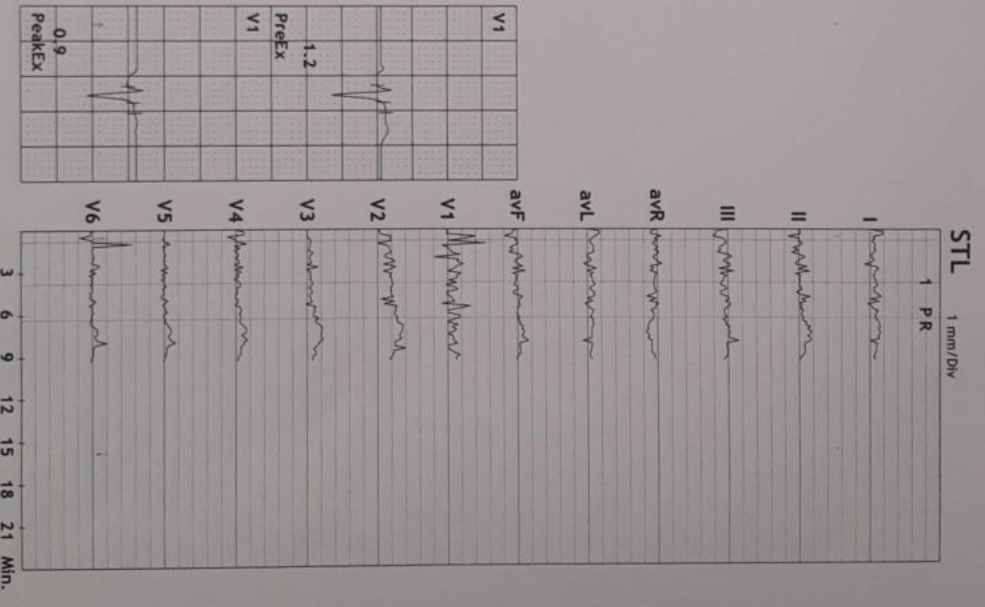 STL
1 mm/Div
1 P R
I
II
III
avR
avL
avF
V1
V2
V3
V4
V5
V6
3 6 9 12 15 18 21 Min.
V1
1.2
PreEx
V1
0.9
PeakEx